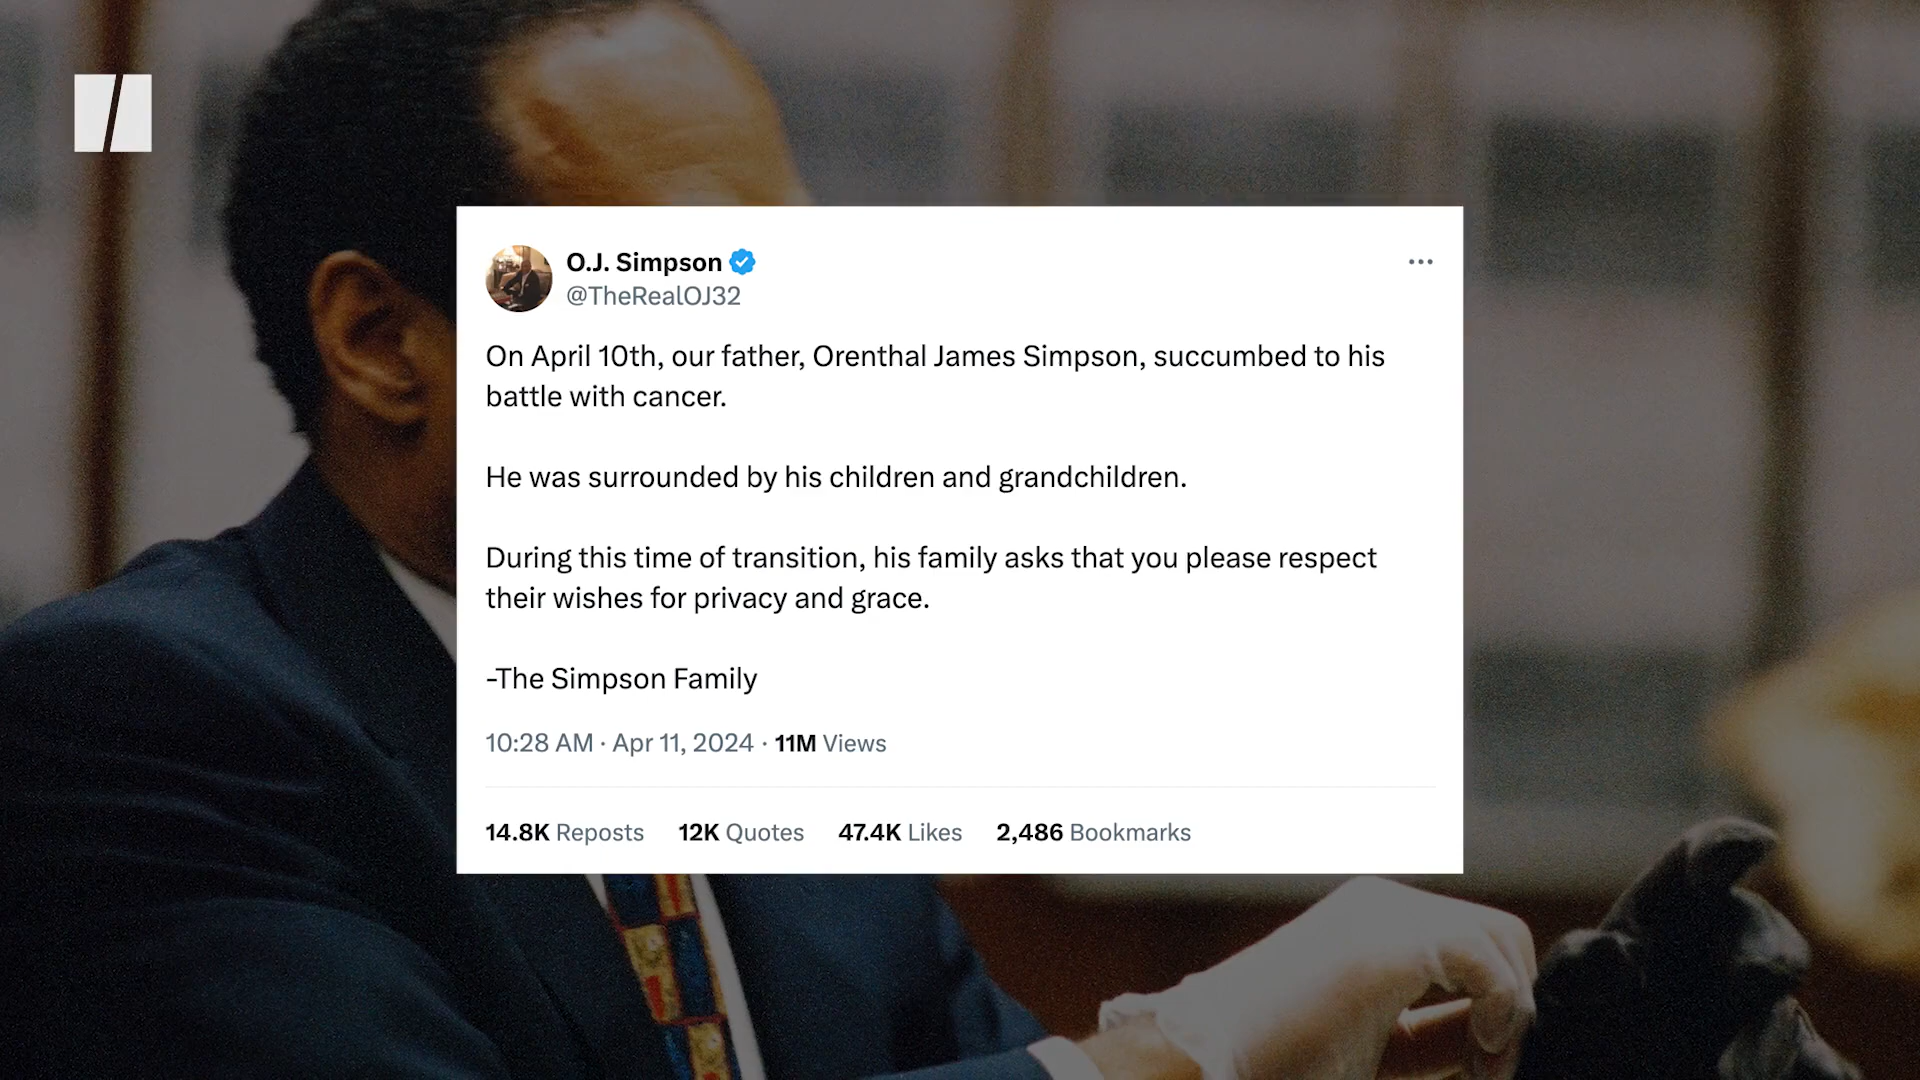 O.J. Simpson
@TheRealOJ32
On April 10th, our father, Orenthal James Simpson, succumbed to his
battle with cancer.
He was surrounded by his children and grandchildren.
During this time of transition, his family asks that you please respect
their wishes for privacy and grace.
-The Simpson Family
10:28 AM · Apr 11, 2024 · 11M Views
14.8K Reposts 12K Quotes 47.4K Likes 2,486 Bookmarks